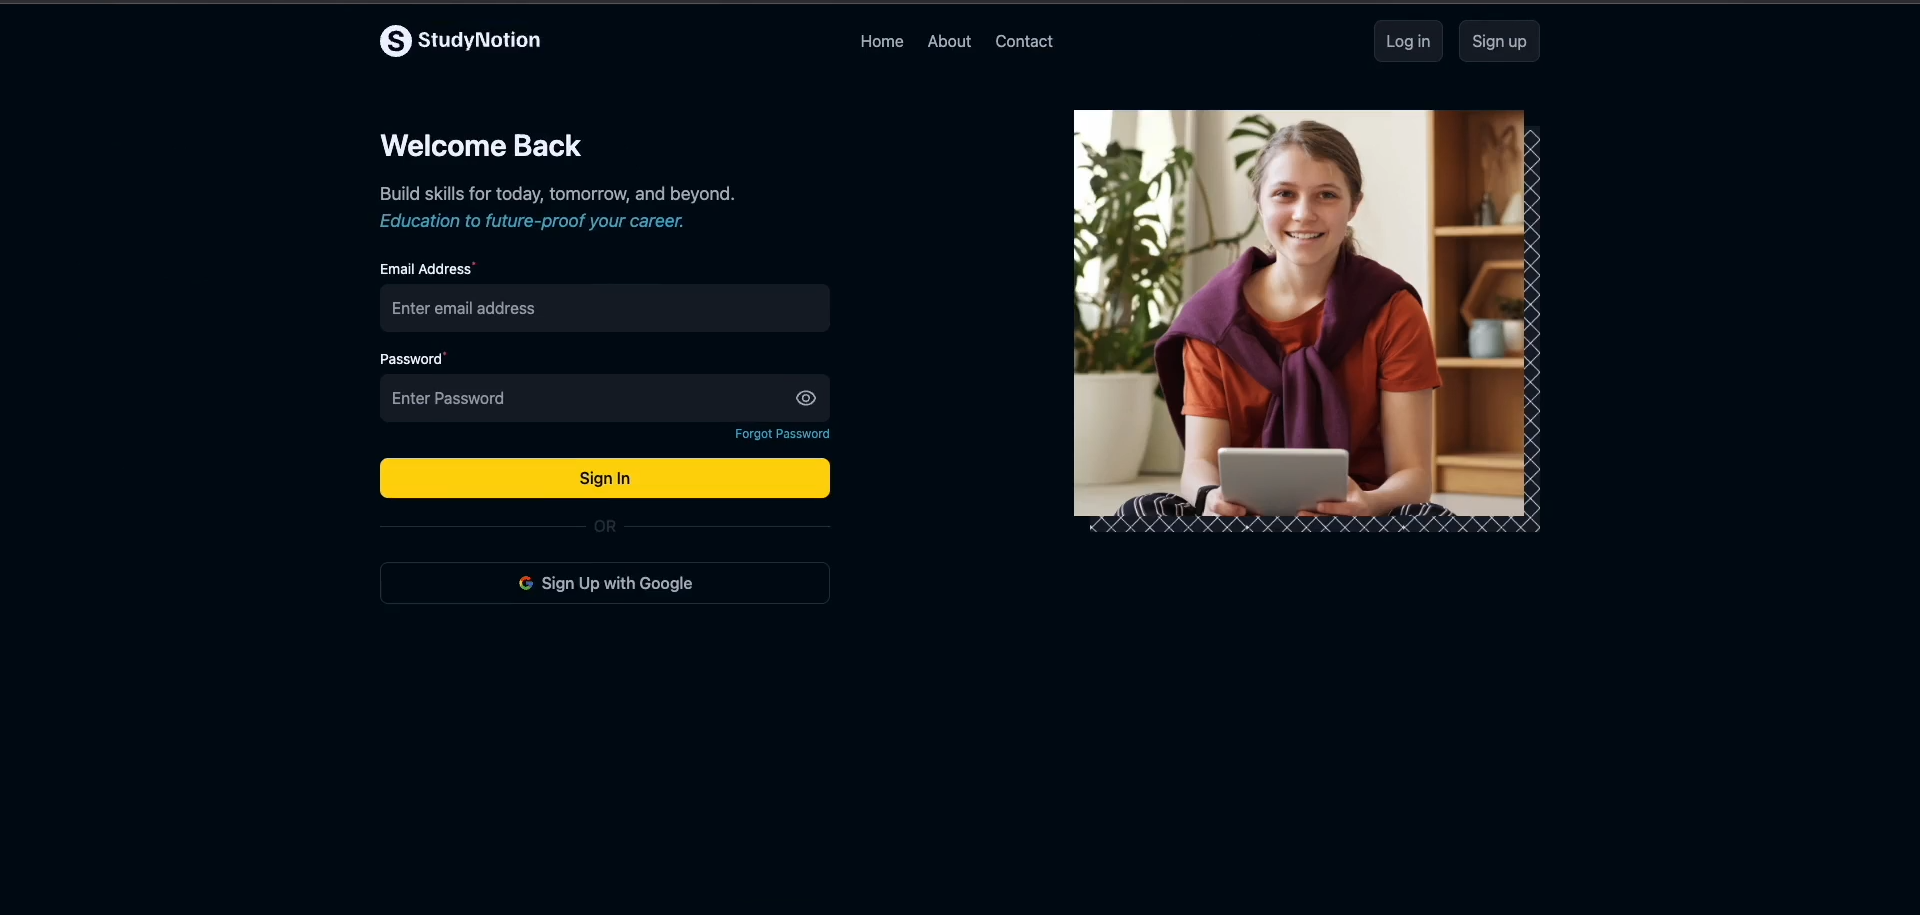 StudyNotion
Home About Contact
Log in Sign up
Welcome Back
Build skills for today, tomorrow, and beyond.
Education to future-proof your career.
Email Address*
Enter email address
Password*
Enter Password
Forgot Password
Sign In
OR
Sign Up with Google